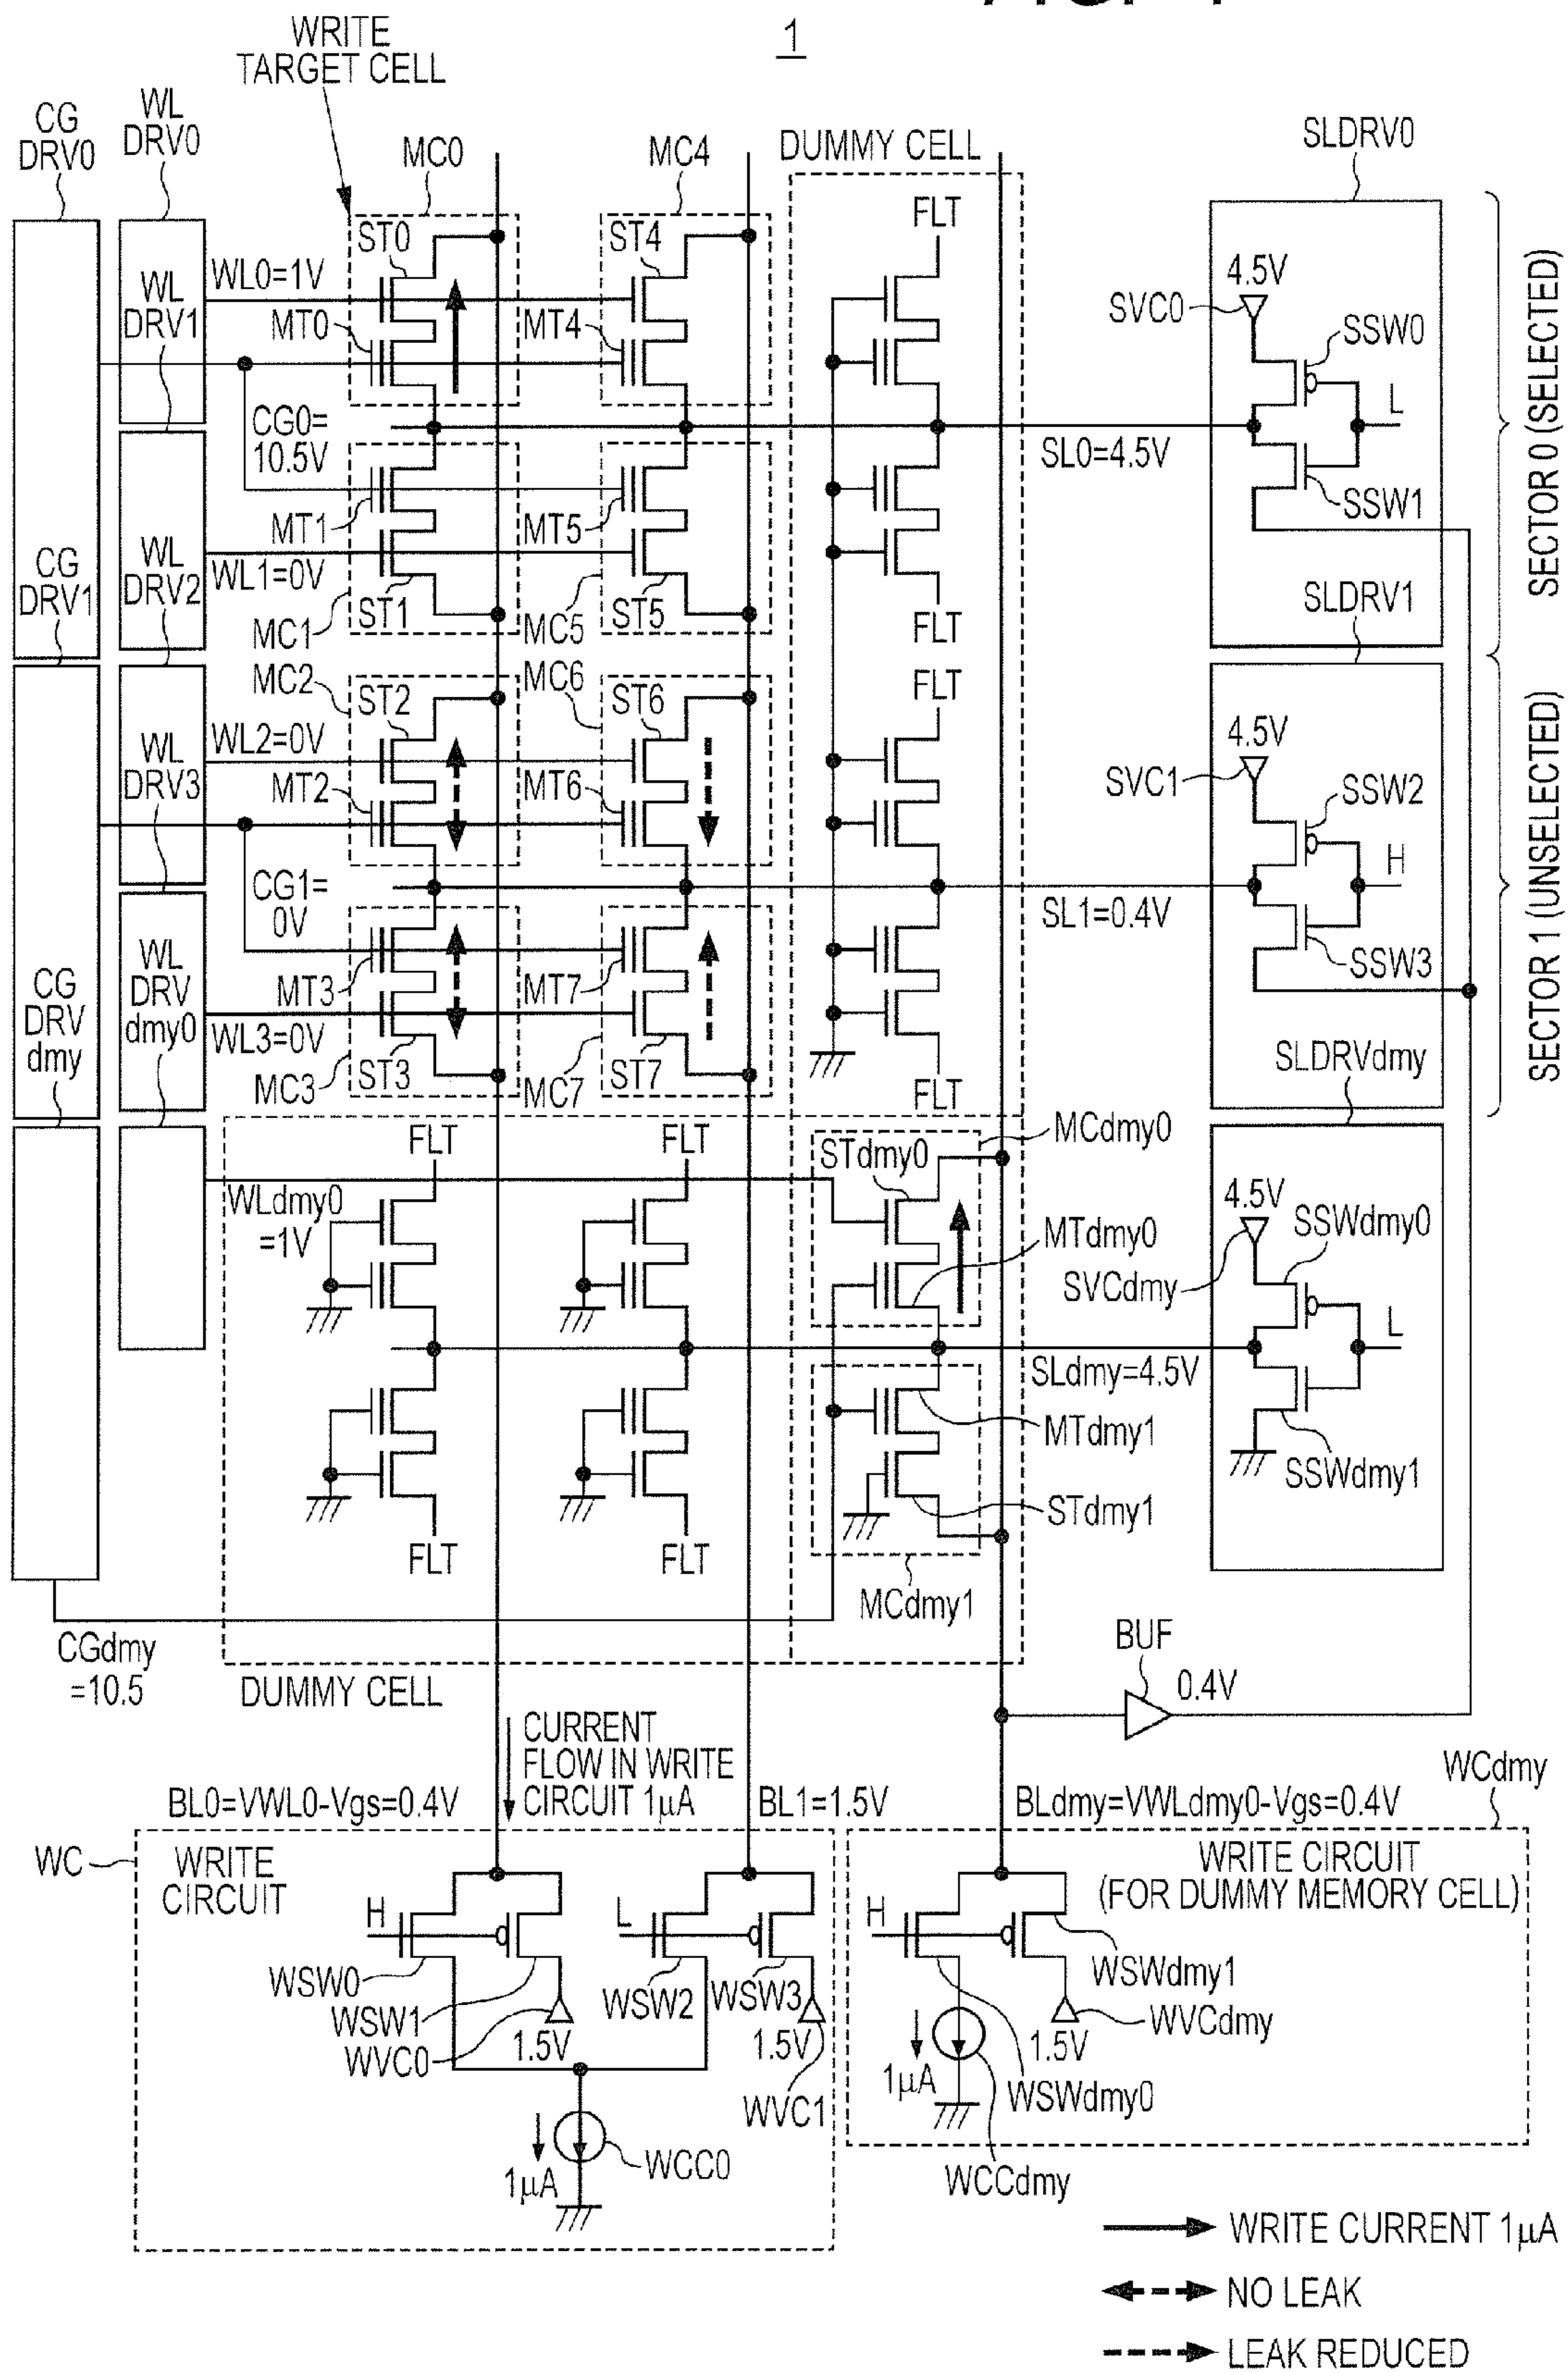 1
WRITE
TARGET CELL
CG
DRV0
WL
DRV0
MC0
MC4
DUMMY CELL
SLDRV0
ST0
ST4
FLT
WL
DRV1
WL0=1V
MT0
MT4
4.5V
SVC0
SSW0
L
CG0=
10.5V
SL0=4.5V
SSW1
SECTOR 0 (SELECTED)
CG
DRV1
WL
DRV2
MT1
MT5
WL1=0V
ST1
ST5
MC1
MC5
FLT
SLDRV1
MC2
MC6
ST2
ST6
FLT
WL
DRV3
WL2=0V
MT2
MT6
4.5V
SVC1
SSW2
H
CG1=
0V
SL1=0.4V
SSW3
SECTOR 1 (UNSELECTED)
CG
DRV
dmy
WL
DRV
dmy0
MT3
MT7
WL3=0V
ST3
ST7
MC3
MC7
FLT
SLDRVdmy
FLT
FLT
STdmy0
MCdmy0
WLdmy0
=1V
MTdmy0
4.5V
SVCdmy
SSWdmy0
L
SLdmy=4.5V
MTdmy1
SSWdmy1
STdmy1
FLT
FLT
MCdmy1
CGdmy
=10.5
DUMMY CELL
BUF
0.4V
CURRENT
FLOW IN WRITE
CIRCUIT 1μA
WCdmy
BL0=VWL0-Vgs=0.4V
BL1=1.5V
BLdmy=VWLdmy0-Vgs=0.4V
WC
WRITE
CIRCUIT
WRITE CIRCUIT
(FOR DUMMY MEMORY CELL)
H
L
H
WSW0
WSW1
WVC0
1.5V
WSW2
WSW3
1.5V
WVC1
WSWdmy1
WVCdmy
1.5V
1μA
WSWdmy0
1μA
WCC0
WCCdmy
WRITE CURRENT 1μA
NO LEAK
LEAK REDUCED